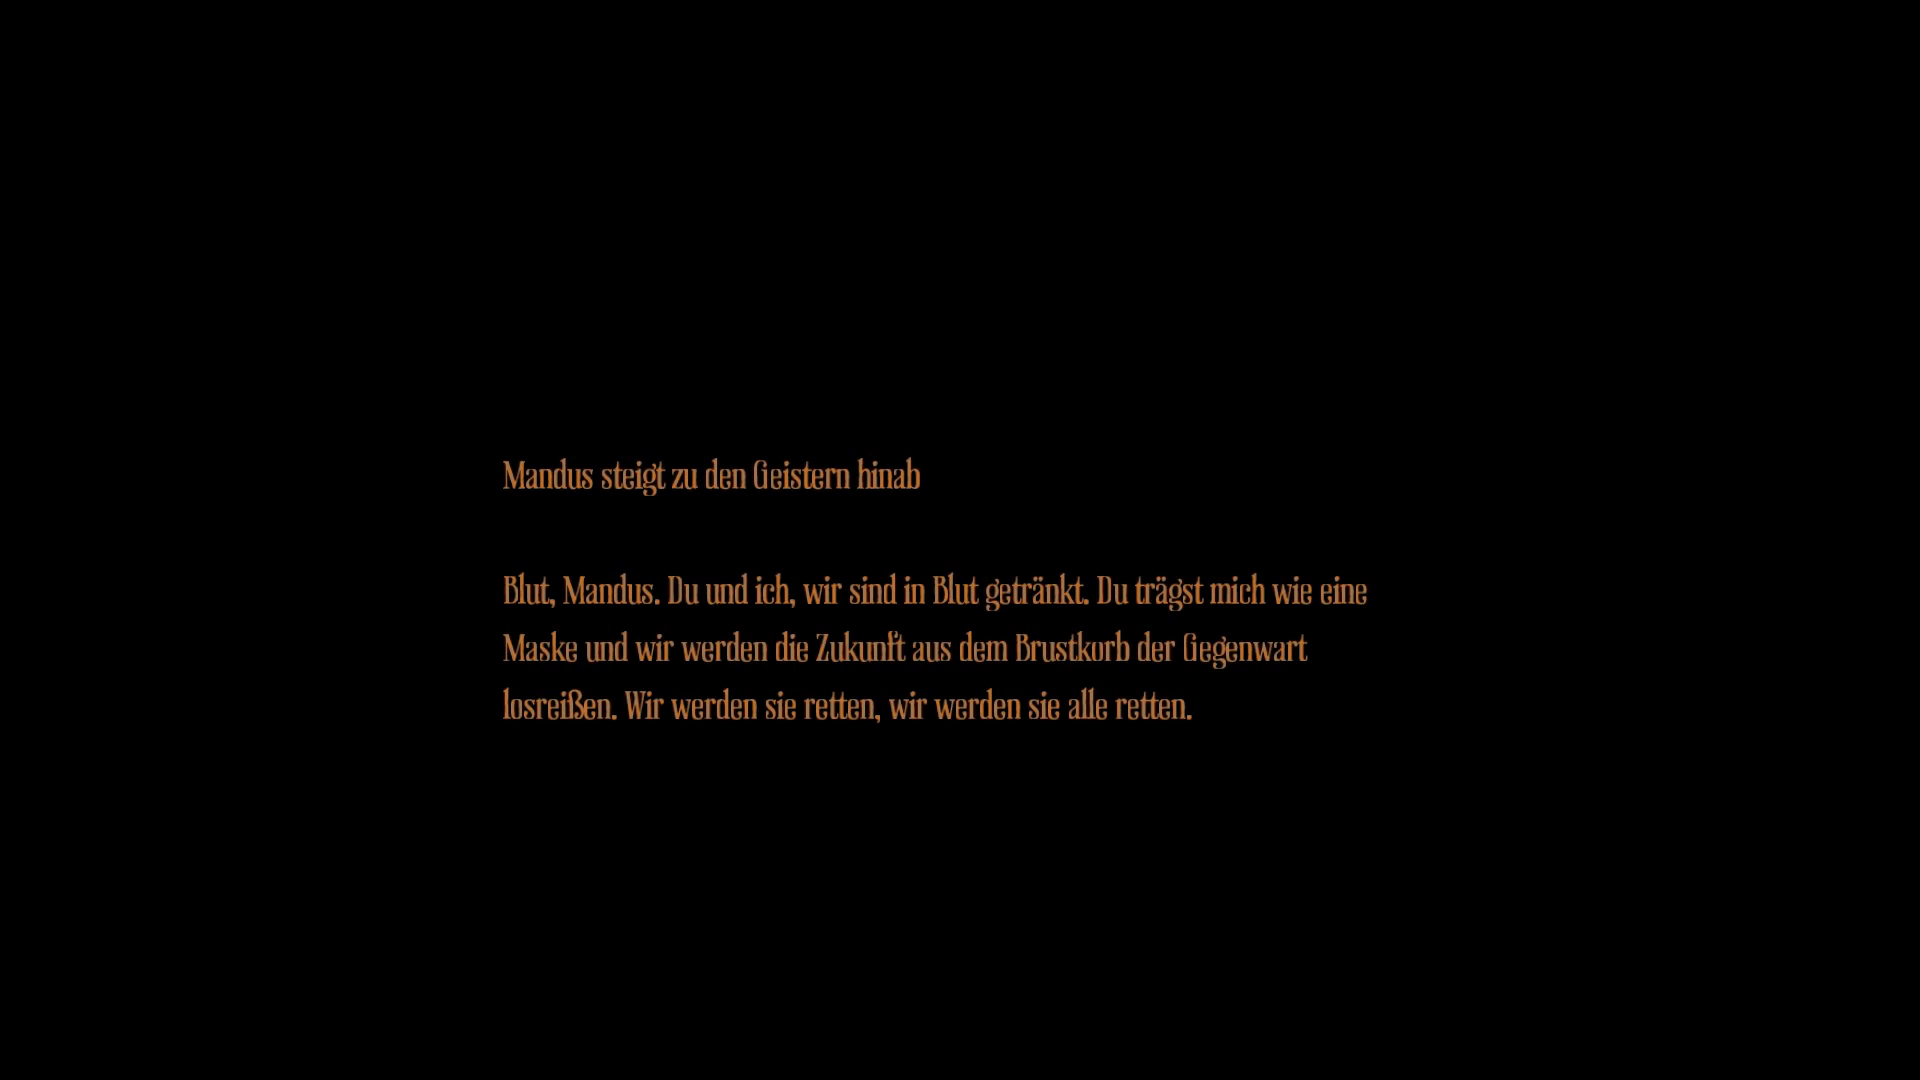 Mandus steigt zu den Geistern hinab
Blut, Mandus. Du und ich, wir sind in Blut getränkt. Du trägst mich wie eine
Maske und wir werden die Zukunft aus dem Brustkorb der Gegenwart
losreißen. Wir werden sie retten, wir werden sie alle retten.